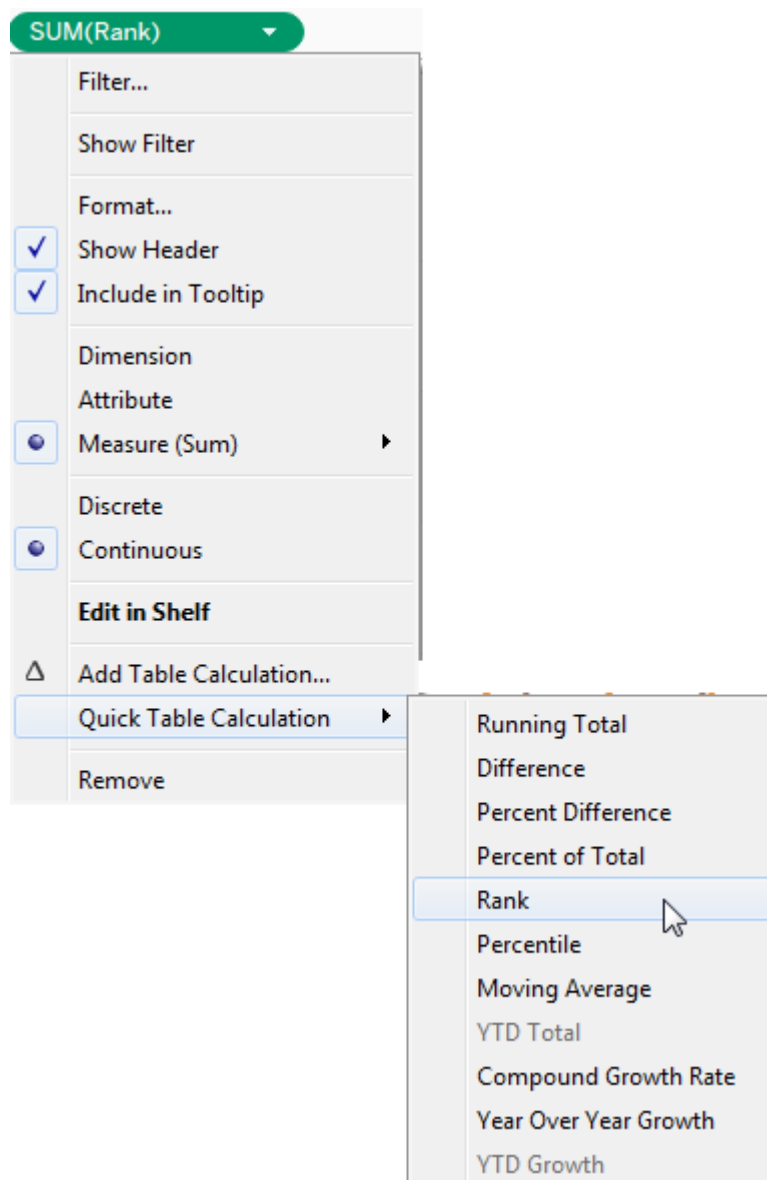 SUM(Rank)
Filter...
Show Filter
Format...
Show Header
Include in Tooltip
Dimension
Attribute
Measure (Sum)
Discrete
Continuous
Edit in Shelf
Add Table Calculation...
Quick Table Calculation
Remove
Running Total
Difference
Percent Difference
Percent of Total
Rank
Percentile
Moving Average
YTD Total
Compound Growth Rate
Year Over Year Growth
YTD Growth